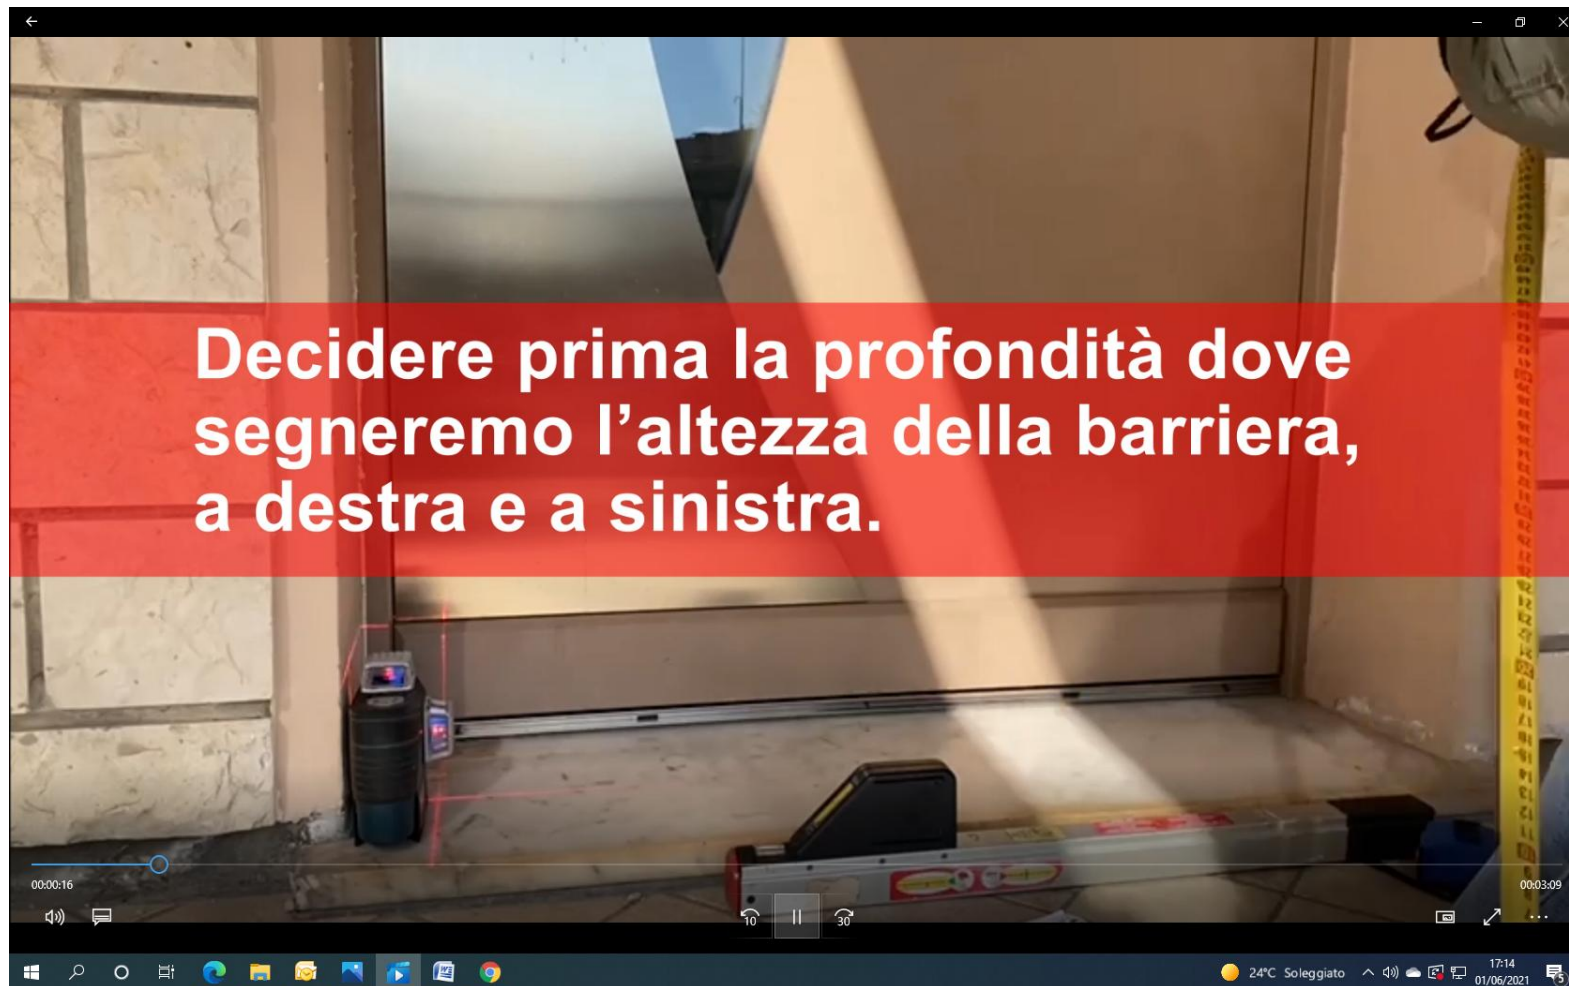 Decidere prima la profondità dove
segneremo l'altezza della barriera,
a destra e a sinistra.
00:00:16
00:03:09
10
30
24°C Soleggiato
17:14
01/06/2021
5